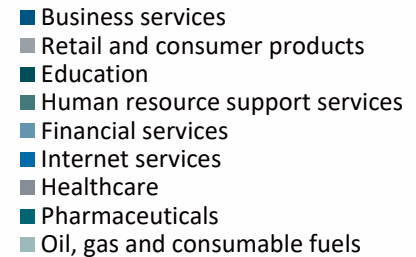 Business services
Retail and consumer products
Education
Human resource support services
Financial services
Internet services
Healthcare
Pharmaceuticals
Oil, gas and consumable fuels